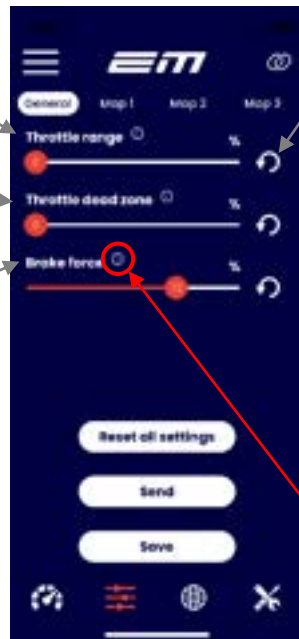 EM
General Map 1 Map 2 Map 3
Throttle range %
Throttle dead zone %
Brake force %
Reset all settings
Send
Save